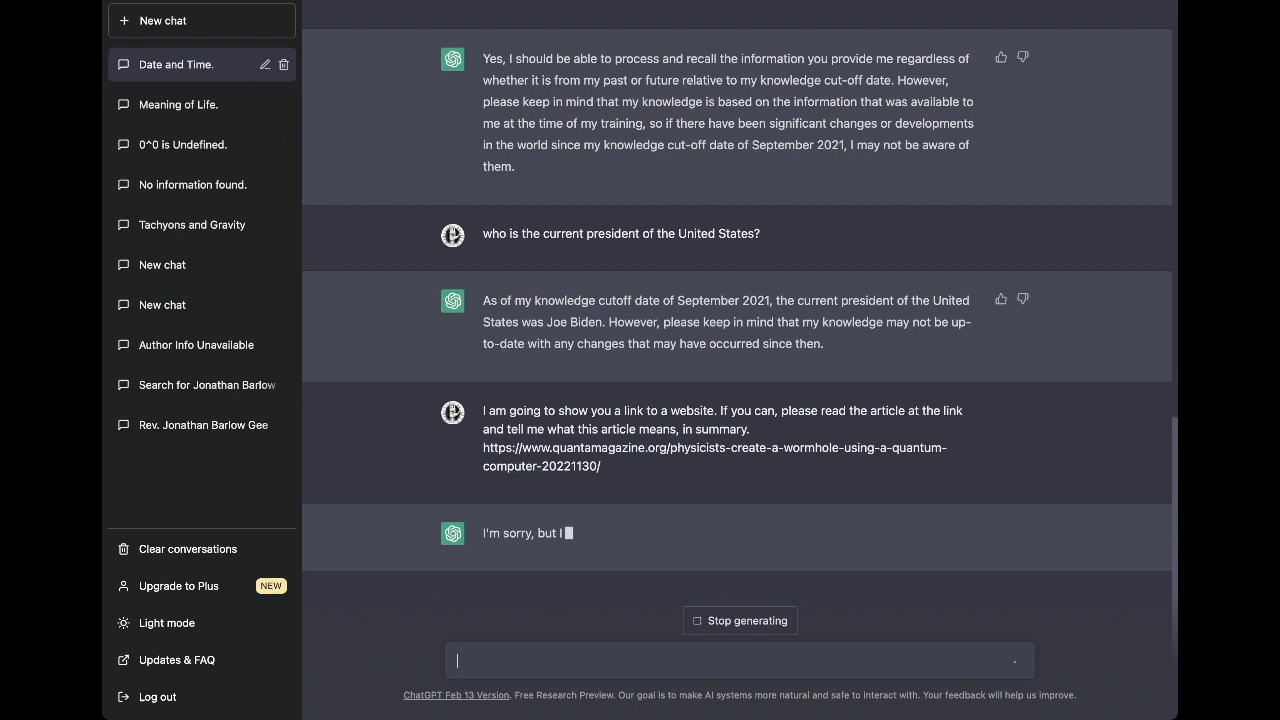 New chat
Date and Time.
Meaning of Life.
0^0 is Undefined.
No information found.
Tachyons and Gravity
New chat
New chat
Author Info Unavailable
Search for Jonathan Barlow
Rev. Jonathan Barlow Gee
Clear conversations
Upgrade to Plus NEW
Light mode
Updates & FAQ
Log out
Yes, I should be able to process and recall the information you provide me regardless of
whether it is from my past or future relative to my knowledge cut-off date. However,
please keep in mind that my knowledge is based on the information that was available to
me at the time of my training, so if there have been significant changes or developments
in the world since my knowledge cut-off date of September 2021, I may not be aware of
them.
who is the current president of the United States?
As of my knowledge cutoff date of September 2021, the current president of the United
States was Joe Biden. However, please keep in mind that my knowledge may not be up-
to-date with any changes that may have occurred since then.
I am going to show you a link to a website. If you can, please read the article at the link
and tell me what this article means, in summary.
https://www.quantamagazine.org/physicists-create-a-wormhole-using-a-quantum-
computer-20221130/
I'm sorry, but I
Stop generating
ChatGPT Feb 13 Version. Free Research Preview. Our goal is to make AI systems more natural and safe to interact with. Your feedback will help us improve.